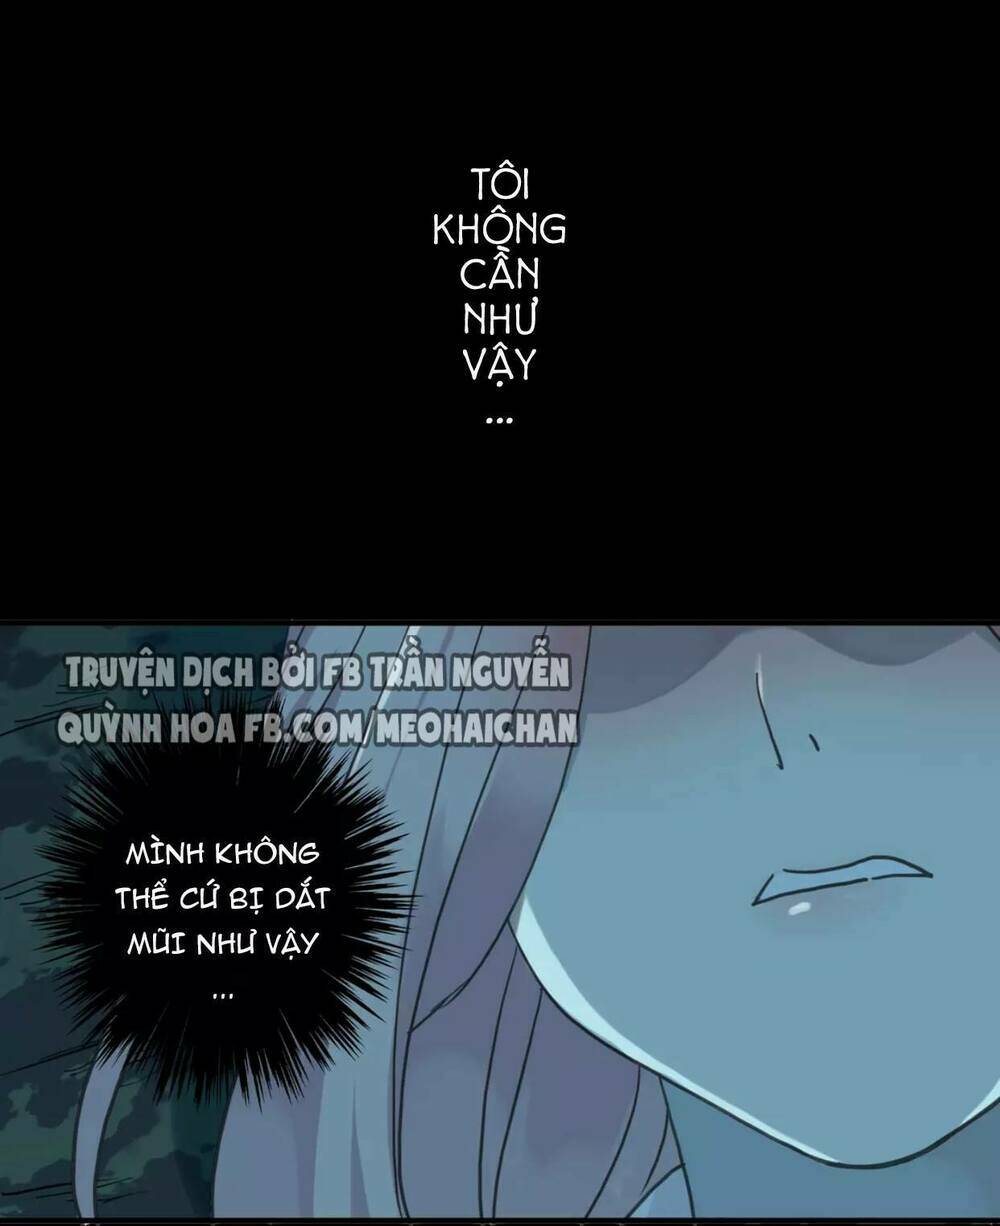 TÔI
KHÔNG
CẦN
NHƯ
VẬY
...
TRUYỆN DỊCH BỞI FB TRẦN NGUYỄN
QUỲNH HOA FB.COM/MEOHAICHAN
MÌNH KHÔNG
THỂ CỨ BỊ DẮT
MŨI NHƯ VẬY
...